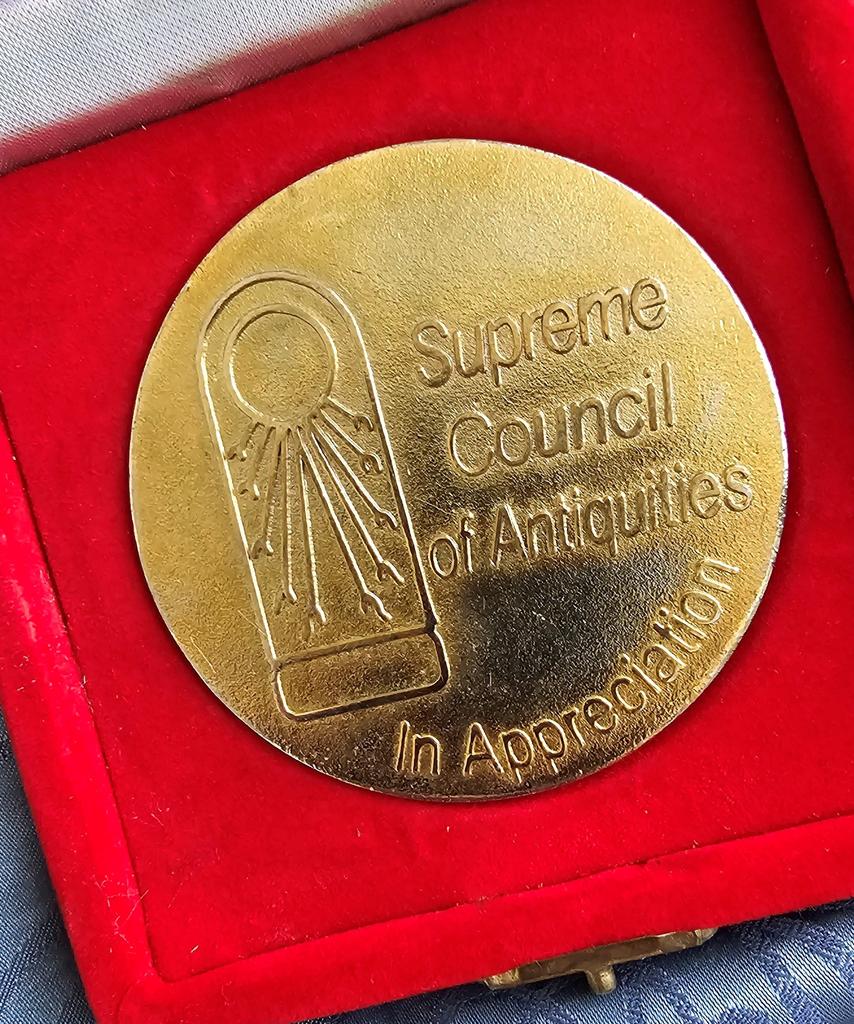 Supreme
Council
of Antiquities
In Appreciation